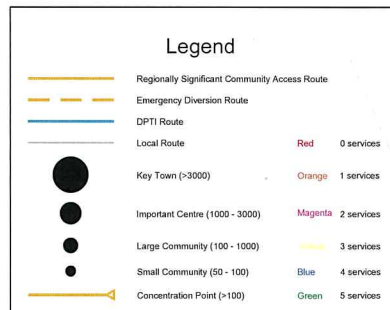 Legend
Regionally Significant Community Access Route
Emergency Diversion Route
DPTI Route
Local Route Red 0 services
Key Town (>3000) Orange 1 services
Important Centre (1000 - 3000) Magenta 2 services
Large Community (100 - 1000) 3 services
Small Community (50 - 100) Blue 4 services
Concentration Point (>100) Green 5 services